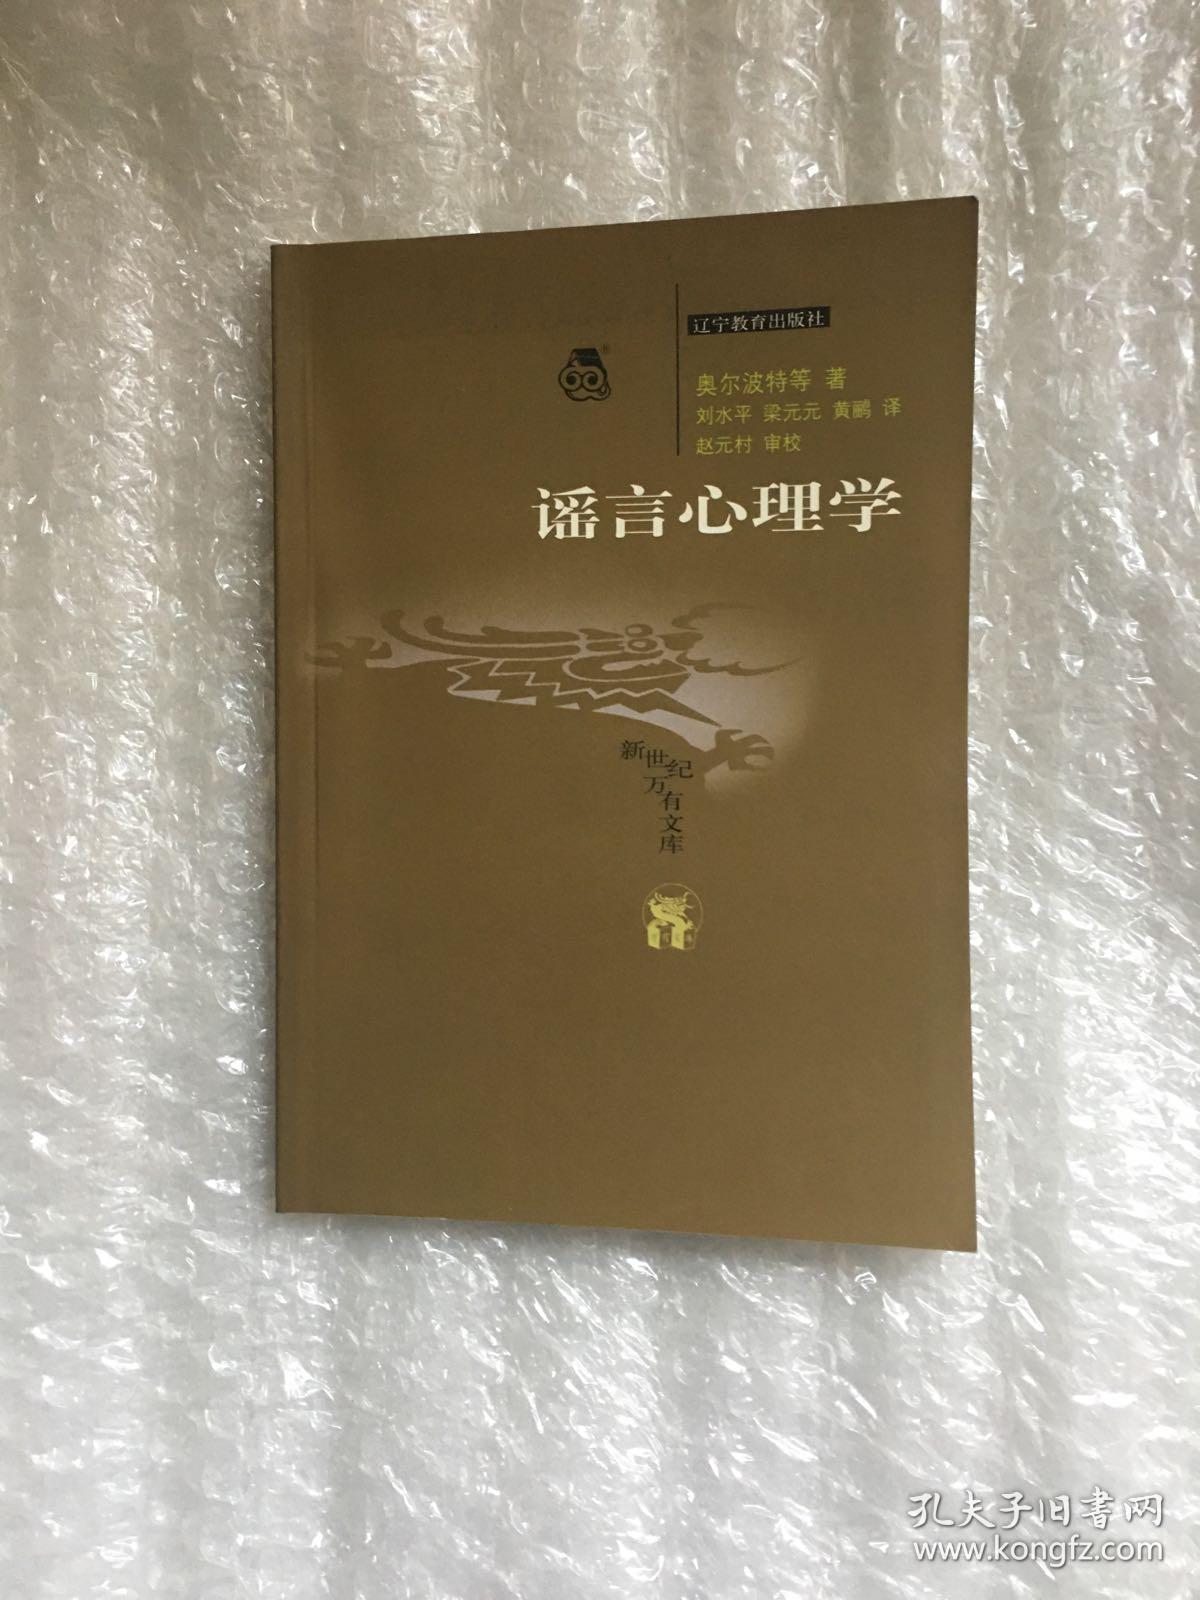 辽宁教育出版社
奥尔波特等 著
刘水平 梁元元 黄鹂 译
赵元村 审校
谣言心理学
新世纪万有文库
孔夫子旧书网
www.kongfz.com